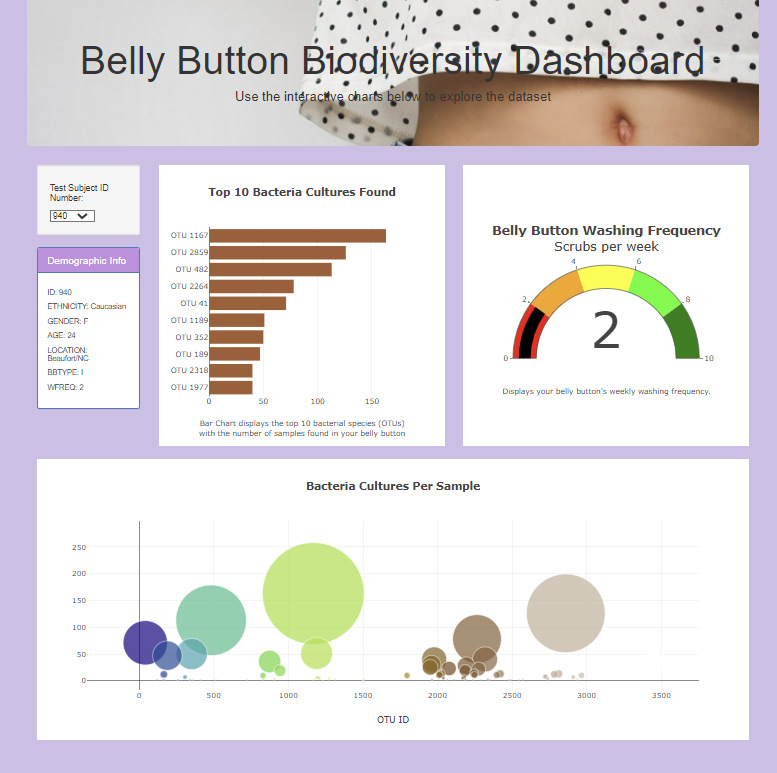 Belly Button Biodiversity Dashboard
Use the interactive charts below to explore the dataset
Test Subject ID
Number:
940
Demographic Info
ID: 940
ETHNICITY: Caucasian
GENDER: F
AGE: 24
LOCATION:
Beaufort/NC
BBTYPE: I
WFREQ: 2
Top 10 Bacteria Cultures Found
OTU 1167
OTU 2859
OTU 482
OTU 2264
OTU 41
OTU 1189
OTU 352
OTU 189
OTU 2318
OTU 1977
0 50 100 150
Bar Chart displays the top 10 bacterial species (OTUs)
with the number of samples found in your belly button
Belly Button Washing Frequency
Scrubs per week
4 6
2 8
2
0 10
Displays your belly button's weekly washing frequency.
Bacteria Cultures Per Sample
250
200
150
100
50
0
0 500 1000 1500 2000 2500 3000 3500
OTU ID